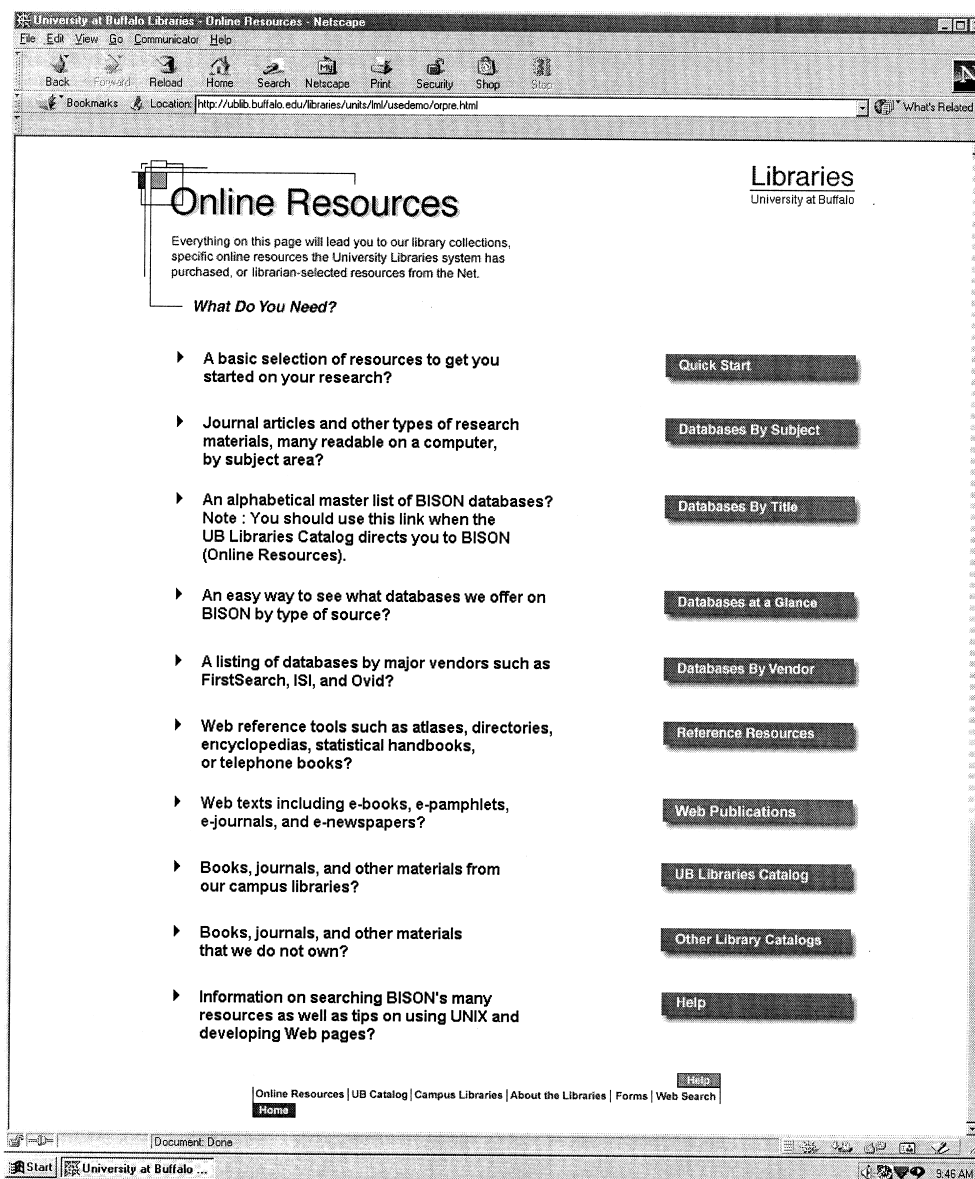 University at Buffalo Libraries - Online Resources - Netscape
File Edit View Go Communicator Help
Back Forward Reload Home Search Netscape Print Security Shop Stop
My
N
Bookmarks Location: http://ublib.buffalo.edu/libraries/units/lml/usedemo/orpre.html What's Related
Online Resources
Libraries
University at Buffalo
Everything on this page will lead you to our library collections,
specific online resources the University Libraries system has
purchased, or librarian-selected resources from the Net.
What Do You Need?
A basic selection of resources to get you
started on your research?
Quick Start
Journal articles and other types of research
materials, many readable on a computer,
by subject area?
Databases By Subject
An alphabetical master list of BISON databases?
Note : You should use this link when the
UB Libraries Catalog directs you to BISON
(Online Resources).
Databases By Title
An easy way to see what databases we offer on
BISON by type of source?
Databases at a Glance
A listing of databases by major vendors such as
FirstSearch, ISI, and Ovid?
Databases By Vendor
Web reference tools such as atlases, directories,
encyclopedias, statistical handbooks,
or telephone books?
Reference Resources
Web texts including e-books, e-pamphlets,
e-journals, and e-newspapers?
Web Publications
Books, journals, and other materials from
our campus libraries?
UB Libraries Catalog
Books, journals, and other materials
that we do not own?
Other Library Catalogs
Information on searching BISON's many
resources as well as tips on using UNIX and
developing Web pages?
Help
Help
Online Resources | UB Catalog | Campus Libraries | About the Libraries | Forms | Web Search |
Home
Document: Done
Start University at Buffalo ... 9:46 AM